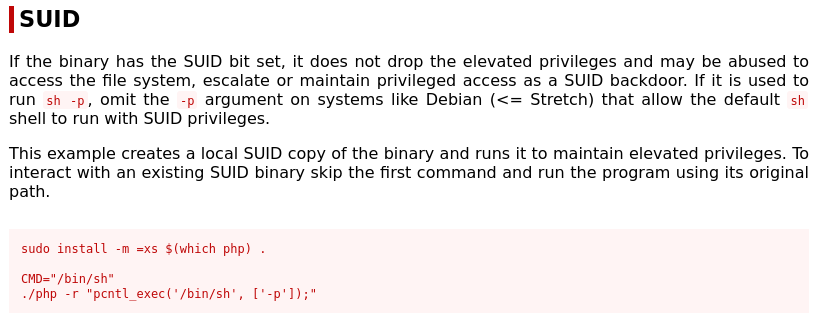 SUID
If the binary has the SUID bit set, it does not drop the elevated privileges and may be abused to
access the file system, escalate or maintain privileged access as a SUID backdoor. If it is used to
run sh -p, omit the -p argument on systems like Debian (<= Stretch) that allow the default sh
shell to run with SUID privileges.
This example creates a local SUID copy of the binary and runs it to maintain elevated privileges. To
interact with an existing SUID binary skip the first command and run the program using its original
path.
sudo install -m =xs $(which php) .
CMD="/bin/sh"
./php -r "pcntl_exec('/bin/sh', ['-p']);"